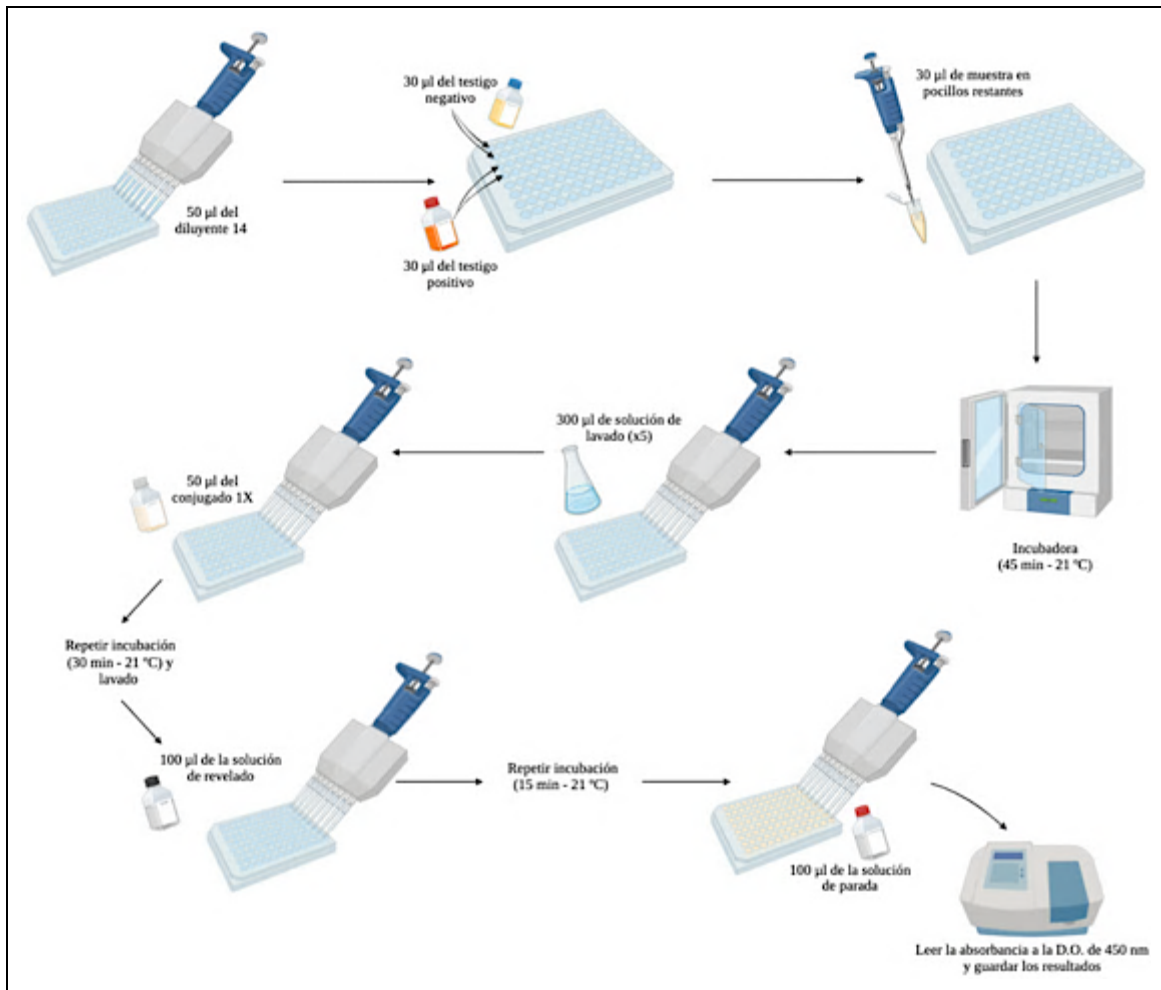 50 µl del
diluyente 14
30 µl del testigo
negativo
30 µl del testigo
positivo
30 µl de muestra en
pocillos restantes
Incubadora
(45 min - 21 ºC)
300 µl de solución de
lavado (x5)
50 µl del
conjugado 1X
Repetir incubación
(30 min - 21 ºC) y
lavado
100 µl de la solución
de revelado
Repetir incubación
(15 min - 21 ºC)
100 µl de la solución
de parada
Leer la absorbancia a la D.O. de 450 nm
y guardar los resultados